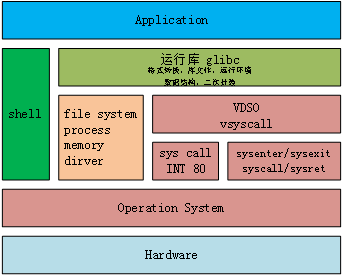 Application
shell
运行库 glibc
格式转换，库文件，运行环境
数据结构，二次封装
file system
process
memory
dirver
VDSO
vsyscall
sys call
INT 80
sysenter/sysexit
syscall/sysret
Operation System
Hardware